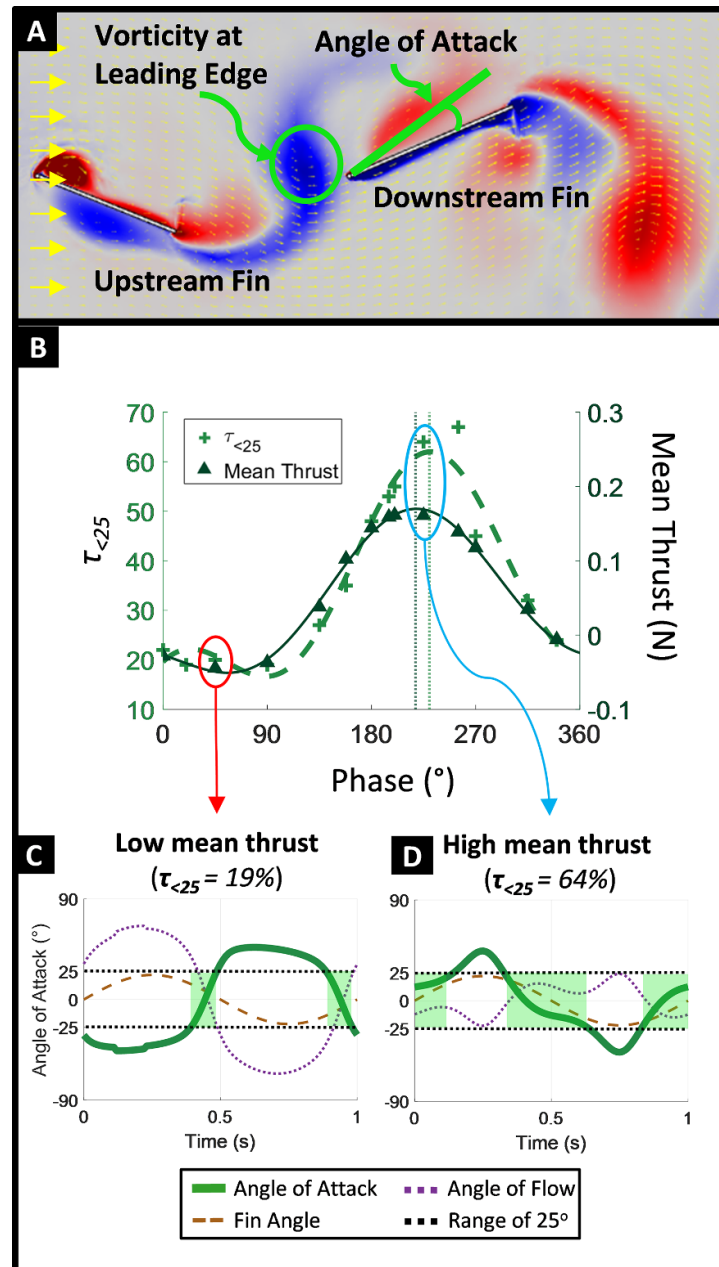 A
Vorticity at
Leading Edge
Angle of
Attack
Downstream Fin
Upstream Fin
B
70
60
50
40
30
20
10
τ<25
τ<25
Mean Thrust
0.3
0.2
0.1
0
-0.1
Mean Thrust (N)
0
90
180
270
360
Phase (°)
C
Low mean thrust
(τ<25 = 19%)
90
25
0
-25
-90
Angle of Attack (°)
0
0.5
1
Time (s)
D
High mean thrust
(τ<25 = 64%)
90
25
0
-25
-90
0
0.5
1
Time (s)
Angle of Attack
Angle of Flow
Fin Angle
Range of 25°